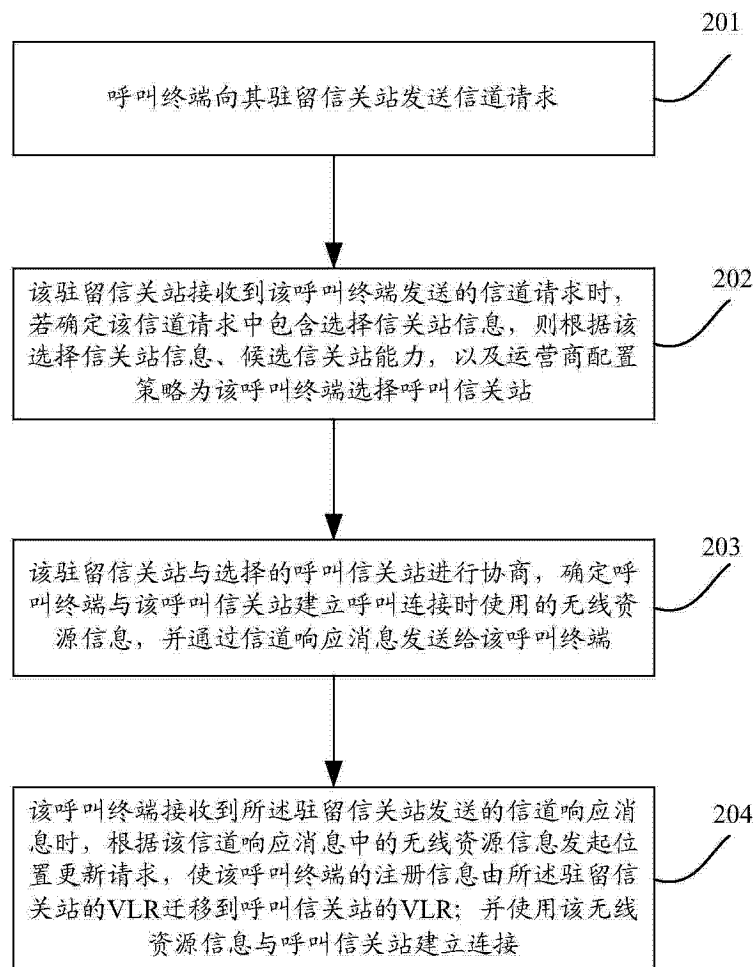 201
呼叫终端向其驻留信关站发送信道请求
202
该驻留信关站接收到该呼叫终端发送的信道请求时，
若确定该信道请求中包含选择信关站信息，则根据该
选择信关站信息、候选信关站能力，以及运营商配置
策略为该呼叫终端选择呼叫信关站
203
该驻留信关站与选择的呼叫信关站进行协商，确定呼
叫终端与该呼叫信关站建立呼叫连接时使用的无线资
源信息，并通过信道响应消息发送给该呼叫终端
204
该呼叫终端接收到所述驻留信关站发送的信道响应消
息时，根据该信道响应消息中的无线资源信息发起位
置更新请求，使该呼叫终端的注册信息由所述驻留信
关站的VLR迁移到呼叫信关站的VLR；并使用该无线
资源信息与呼叫信关站建立连接